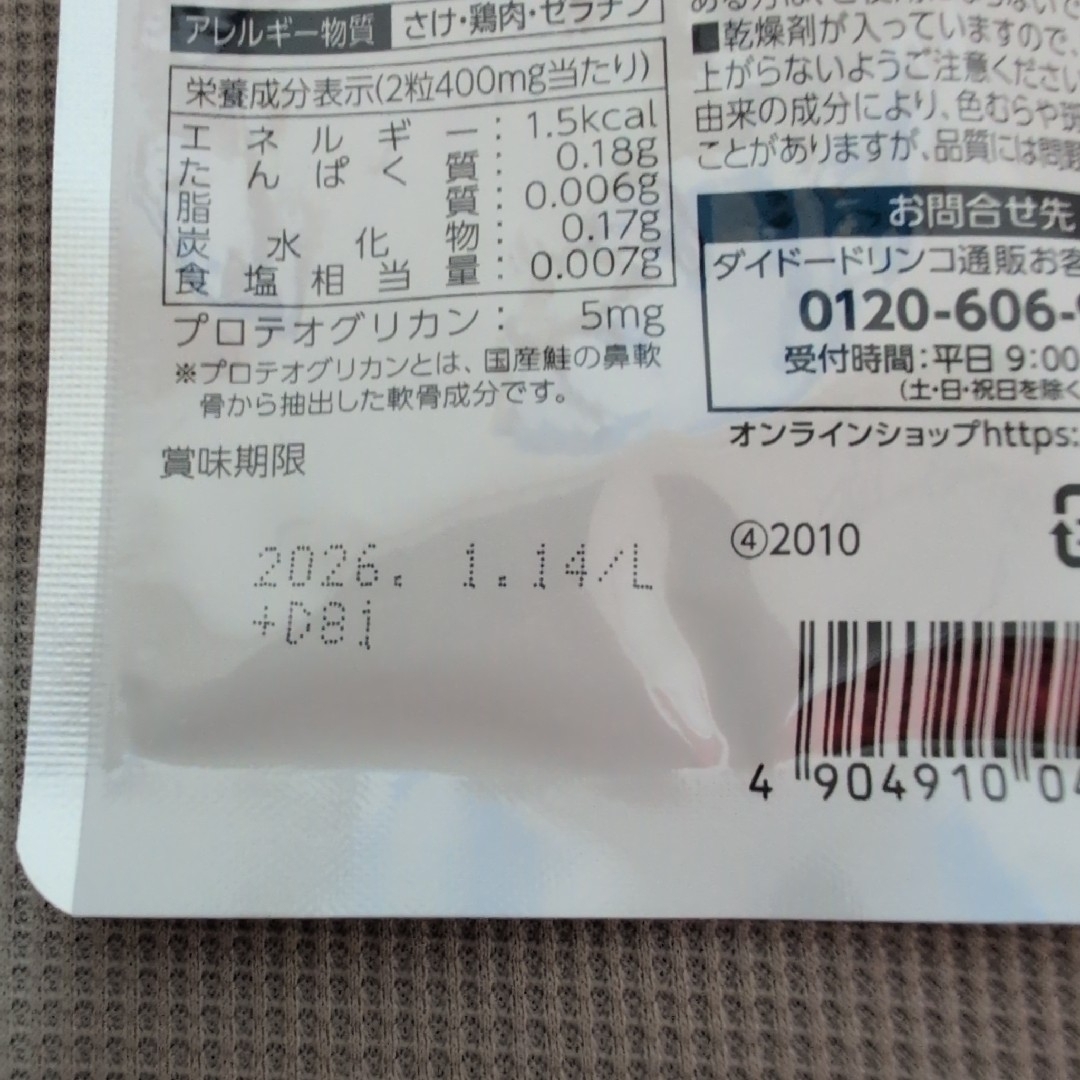 アレルギー物質 さけ・鶏肉・ゼラチン
栄養成分表示(2粒400mg当たり)
エネルギー:1.5kcal
たんぱく質:0.18g
脂質:0.006g
炭水化物:0.17g
食塩相当量:0.007g
プロテオグリカン: 5mg
※プロテオグリカンとは、国産鮭の鼻軟
骨から抽出した軟骨成分です。
賞味期限
2026. 1.14/L
+D81
■乾燥剤が入っていますので、
上がらないようご注意ください
由来の成分により、色むらや
ことがありますが、品質には問題
お問合せ先
ダイドードリンコ通販お客
0120-606-
受付時間:平日 9:00
(土・日・祝日を除く
オンラインショップhttps:
④2010
4 904910 04